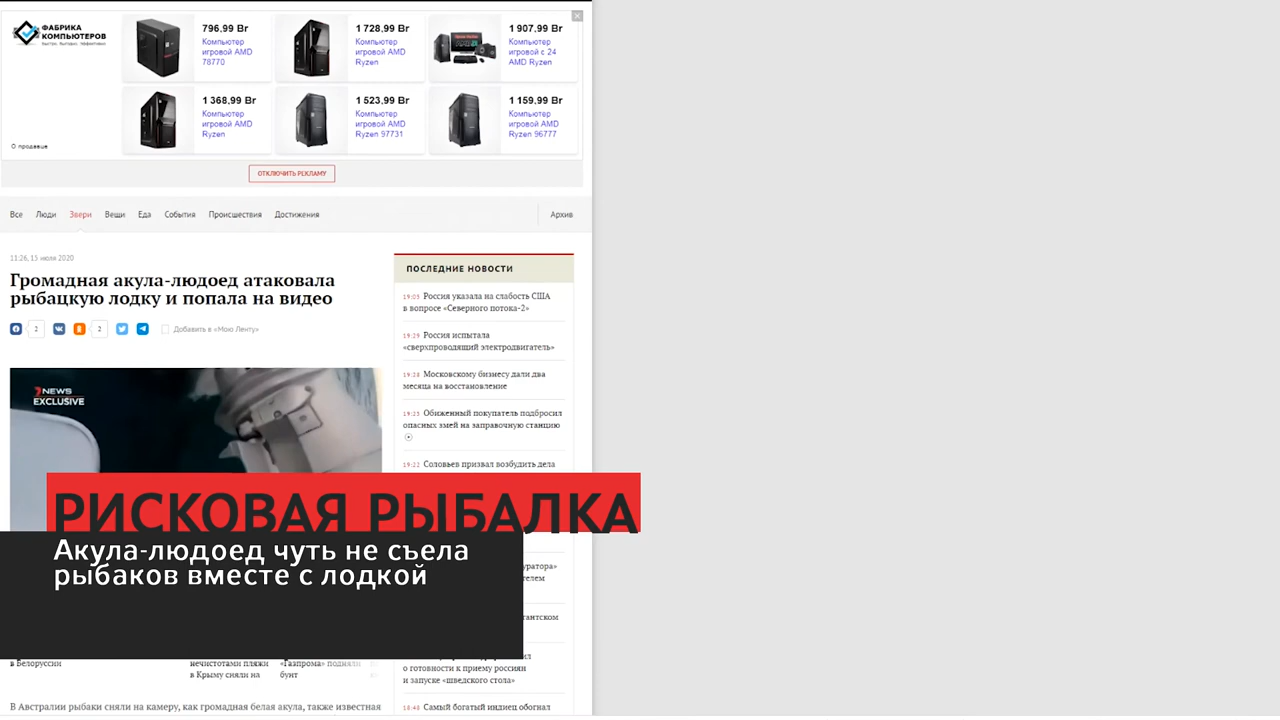 ФАБРИКА
КОМПЬЮТЕРОВ
быстро. выгодно. эффективно
О продавце
796,99 Br
Компьютер
игровой AMD
78770
1 728,99 Br
Компьютер
игровой AMD
Ryzen
1 907,99 Br
Компьютер
игровой с 24
AMD Ryzen
1 368,99 Br
Компьютер
игровой AMD
Ryzen
1 523,99 Br
Компьютер
игровой AMD
Ryzen 97731
1 159,99 Br
Компьютер
игровой AMD
Ryzen 96777
ОТКЛЮЧИТЬ РЕКЛАМУ
Все Люди Звери Вещи Еда События Происшествия Достижения Архив
11:26, 15 июля 2020
Громадная акула-людоед атаковала
рыбацкую лодку и попала на видео
2 2 Добавить в «Мою Ленту»
7NEWS
EXCLUSIVE
РИСКОВАЯ РЫБАЛКА
Акула-людоед чуть не съела
рыбаков вместе с лодкой
в Белоруссии
нечистотами пляжи
в Крыму сняли на
«Газпрома» подняли
бунт
В Австралии рыбаки сняли на камеру, как громадная белая акула, также известная
ПОСЛЕДНИЕ НОВОСТИ
Россия указала на слабость США
в вопросе «Северного потока-2»
19:29 Россия испытала
«сверхпроводящий электродвигатель»
19:28 Московскому бизнесу дали два
месяца на восстановление
19:25 Обиженный покупатель подбросил
опасных змей на заправочную станцию
19:22 Соловьев призвал возбудить дела
уратора»
телем
гантском
ил
о готовности к приему россиян
и запуске «шведского стола»
18:48 Самый богатый индиец обогнал